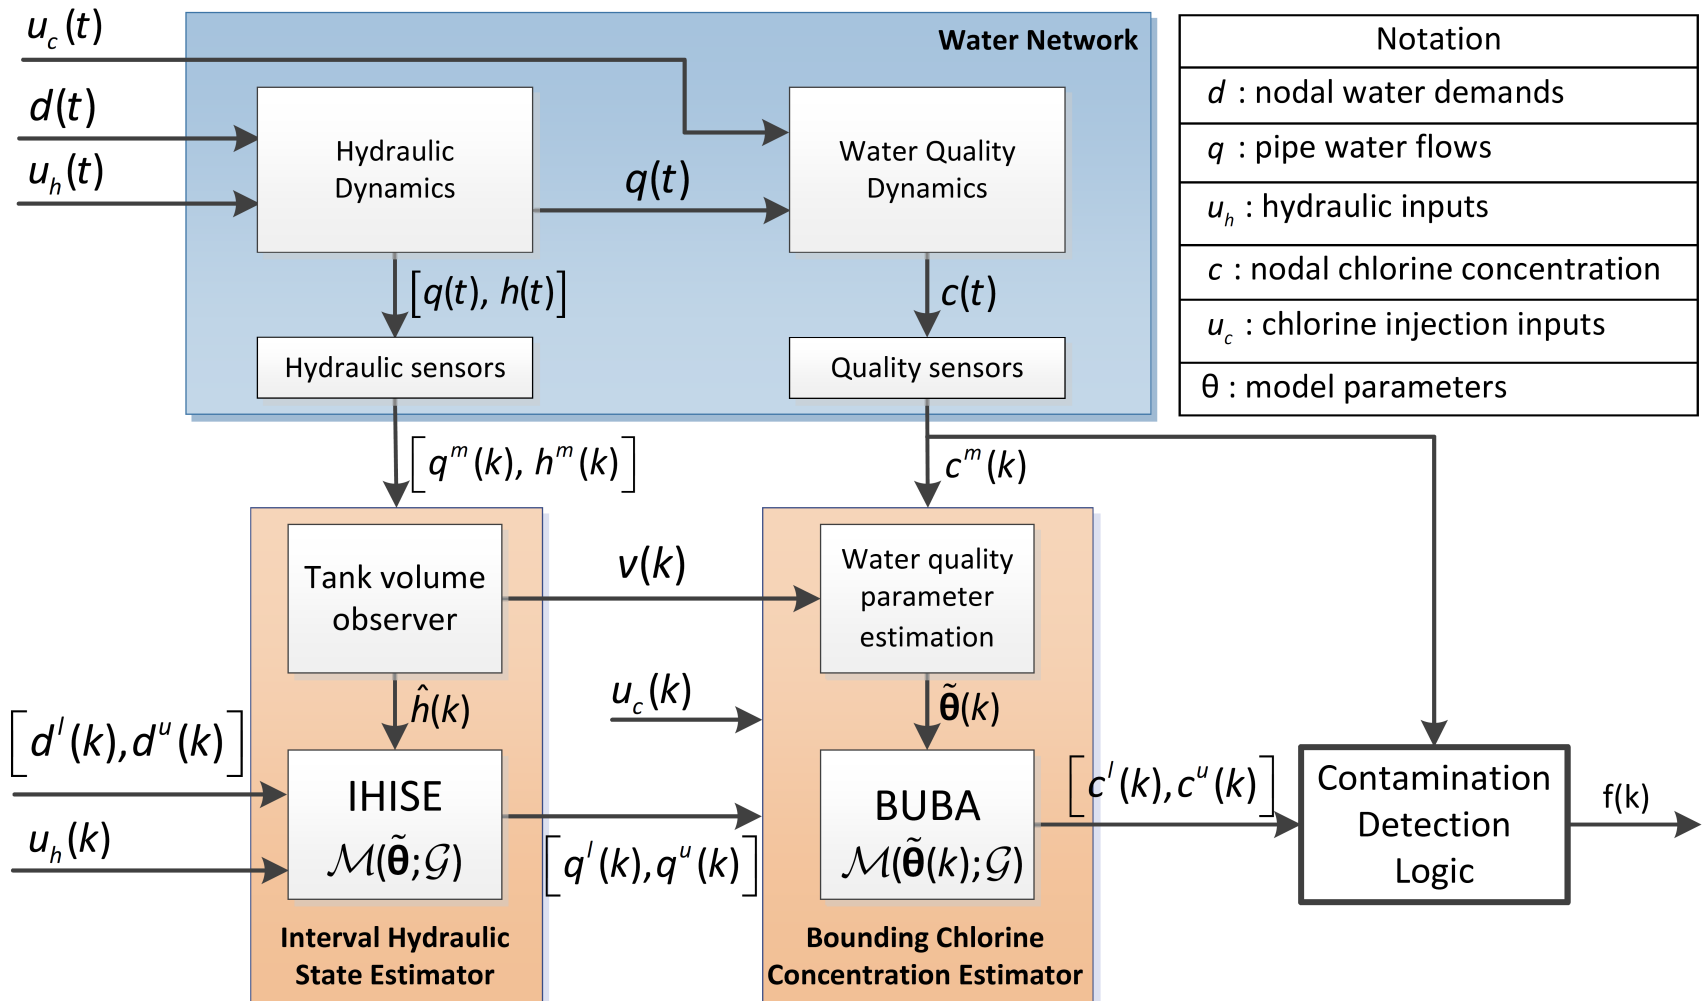 u_c(t)
Water Network
d(t)
u_h(t)
Hydraulic
Dynamics
q(t)
Water Quality
Dynamics
[q(t), h(t)]
c(t)
Hydraulic sensors
Quality sensors
Notation
d : nodal water demands
q : pipe water flows
u_h : hydraulic inputs
c : nodal chlorine concentration
u_c : chlorine injection inputs
θ : model parameters
[q^m(k), h^m(k)]
c^m(k)
Tank volume
observer
v(k)
Water quality
parameter
estimation
ĥ(k)
u_c(k)
θ̃(k)
[d^l(k),d^u(k)]
u_h(k)
IHISE
ℳ(θ̃;𝒢)
[q^l(k),q^u(k)]
BUBA
ℳ(θ̃(k);𝒢)
[c^l(k),c^u(k)]
Contamination
Detection
Logic
f(k)
Interval Hydraulic
State Estimator
Bounding Chlorine
Concentration Estimator